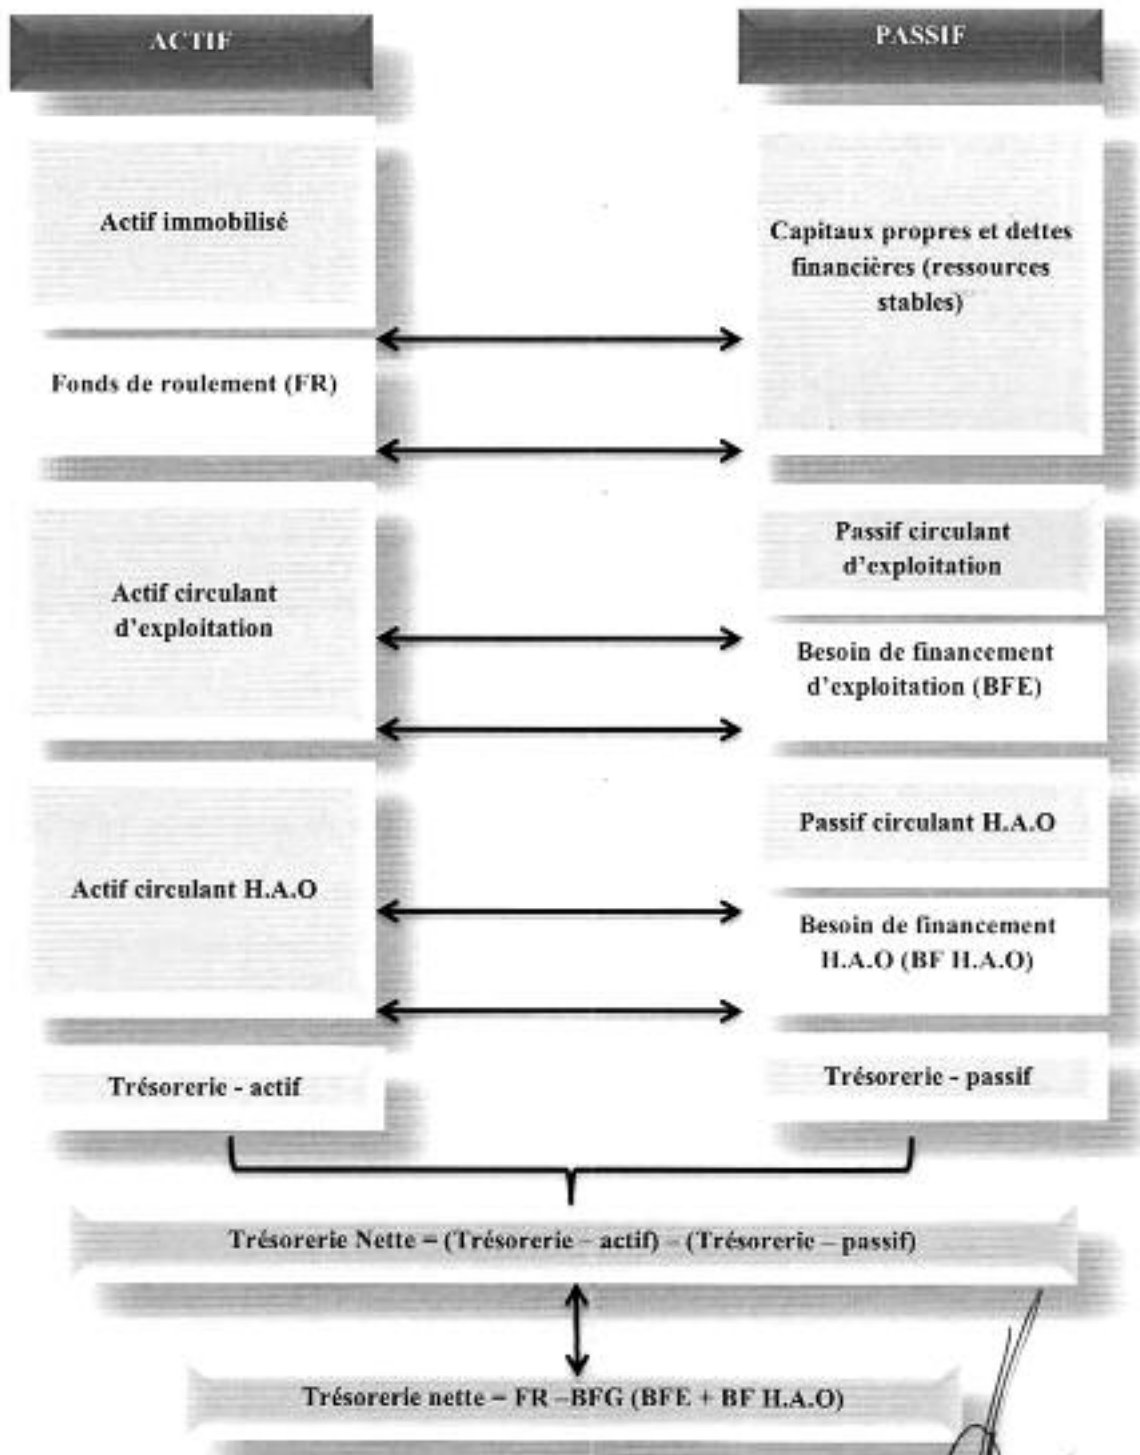 ACTIF
PASSIF
Actif immobilisé
Capitaux propres et dettes
financières (ressources
stables)
Fonds de roulement (FR)
Passif circulant
d'exploitation
Actif circulant
d'exploitation
Besoin de financement
d'exploitation (BFE)
Passif circulant H.A.O
Actif circulant H.A.O
Besoin de financement
H.A.O (BF H.A.O)
Trésorerie - actif
Trésorerie - passif
Trésorerie Nette = (Trésorerie – actif) – (Trésorerie – passif)
Trésorerie nette = FR –BFG (BFE + BF H.A.O)